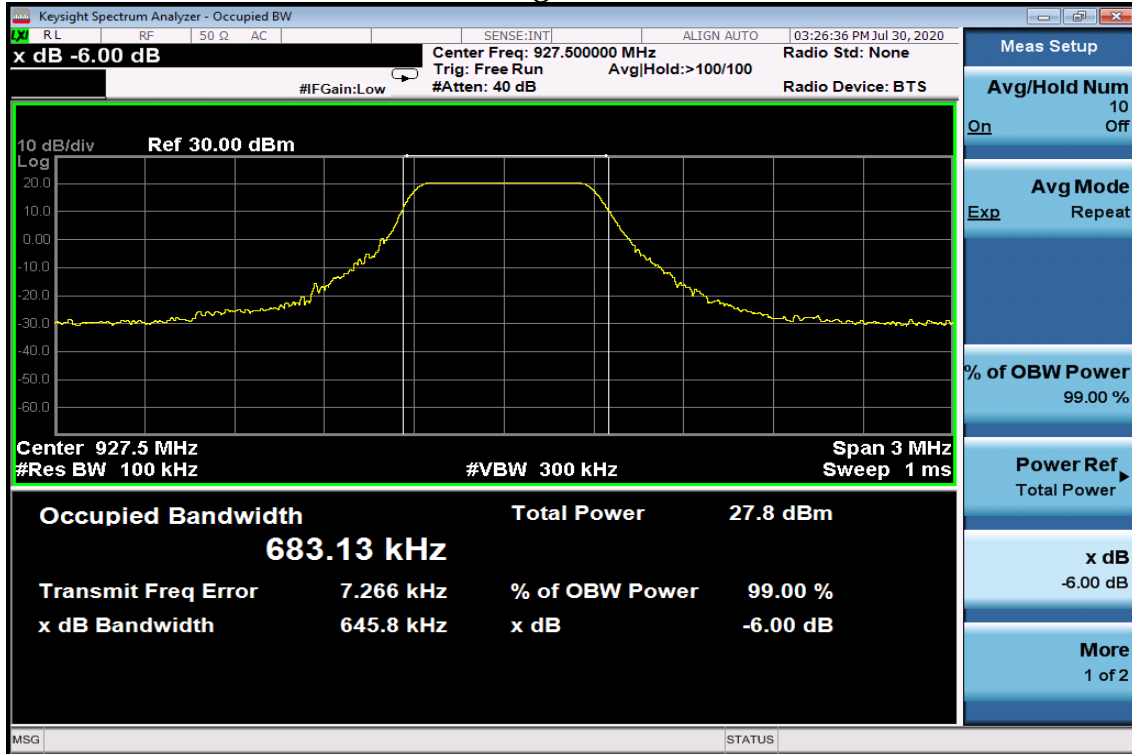 Keysight Spectrum Analyzer - Occupied BW
LXI RL RF 50 Ω AC SENSE:INT ALIGN AUTO 03:26:36 PM Jul 30, 2020
x dB -6.00 dB
Center Freq: 927.500000 MHz
Radio Std: None
Trig: Free Run Avg|Hold:>100/100
#IFGain:Low
#Atten: 40 dB
Radio Device: BTS
10 dB/div Ref 30.00 dBm
Log
20.0
10.0
0.00
-10.0
-20.0
-30.0
-40.0
-50.0
-60.0
Center 927.5 MHz Span 3 MHz
#Res BW 100 kHz #VBW 300 kHz Sweep 1 ms
Occupied Bandwidth Total Power 27.8 dBm
683.13 kHz
Transmit Freq Error 7.266 kHz % of OBW Power 99.00 %
x dB Bandwidth 645.8 kHz x dB -6.00 dB
Meas Setup
Avg/Hold Num
10
On Off
Avg Mode
Exp Repeat
% of OBW Power
99.00 %
Power Ref
Total Power
x dB
-6.00 dB
More
1 of 2
MSG STATUS